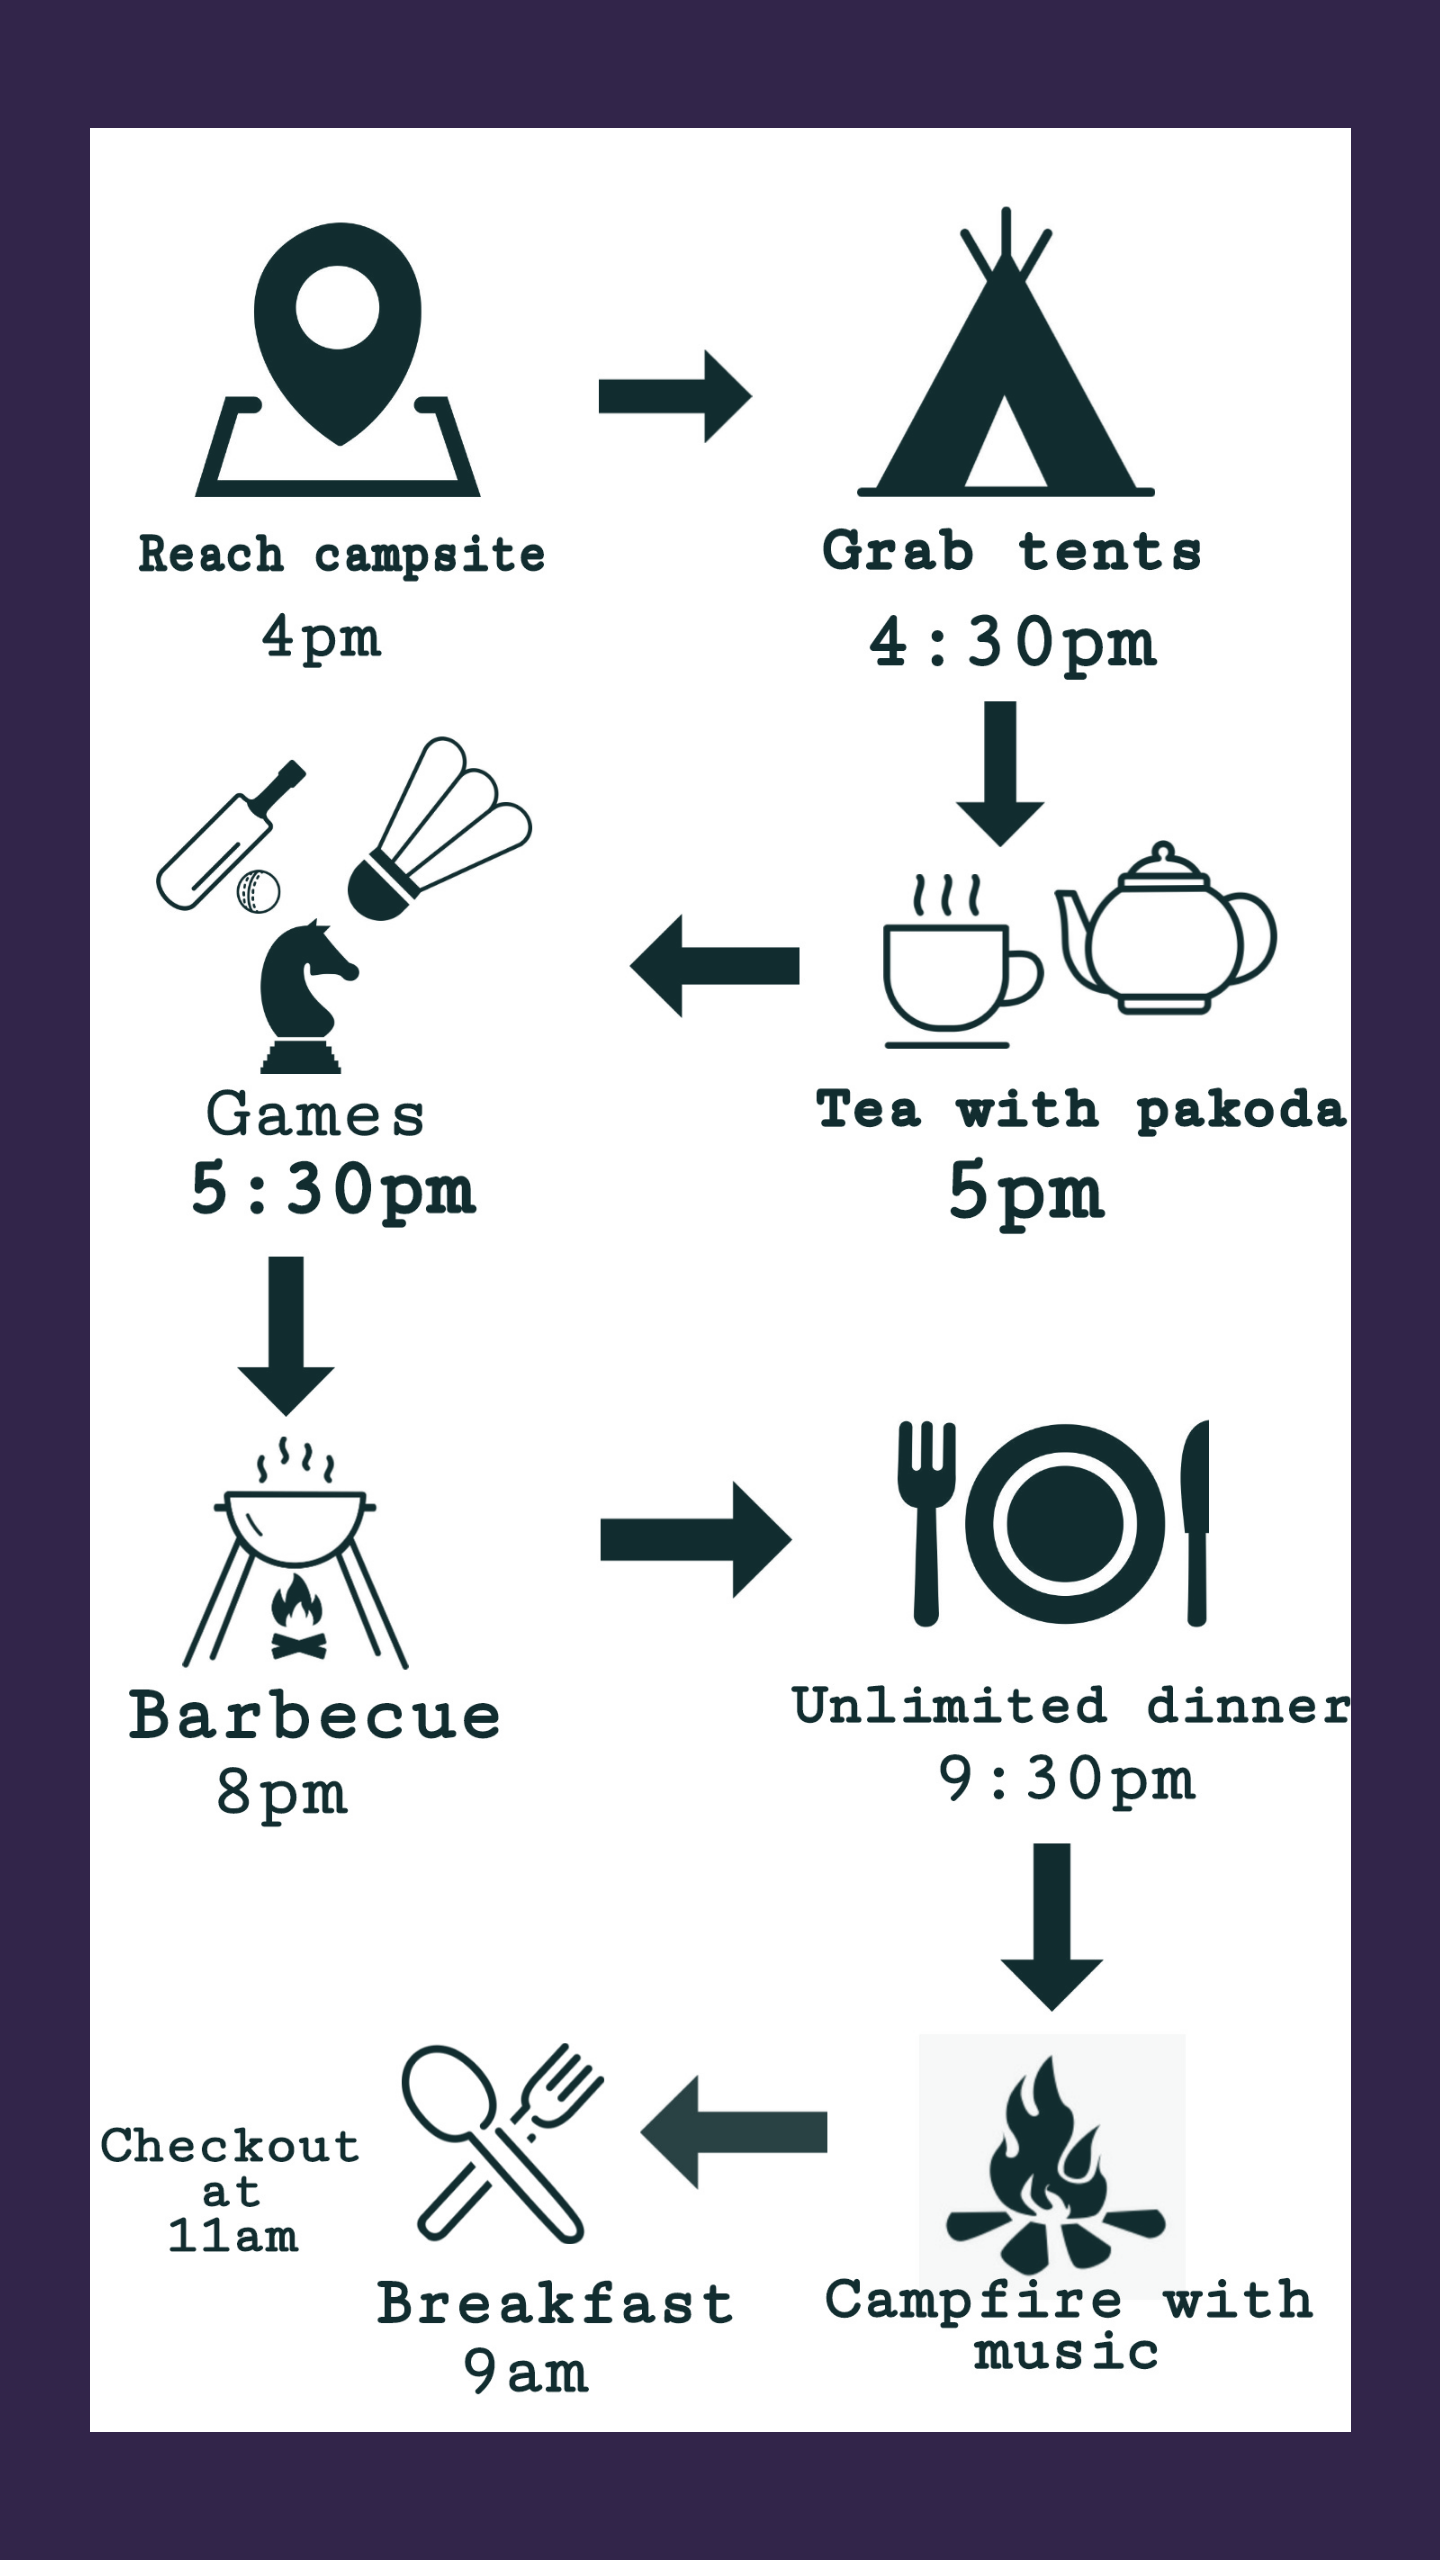 Reach campsite
4pm
Grab tents
4:30pm
Tea with pakoda
5pm
Games
5:30pm
Barbecue
8pm
Unlimited dinner
9:30pm
Campfire with
music
Breakfast
9am
Checkout
at
11am